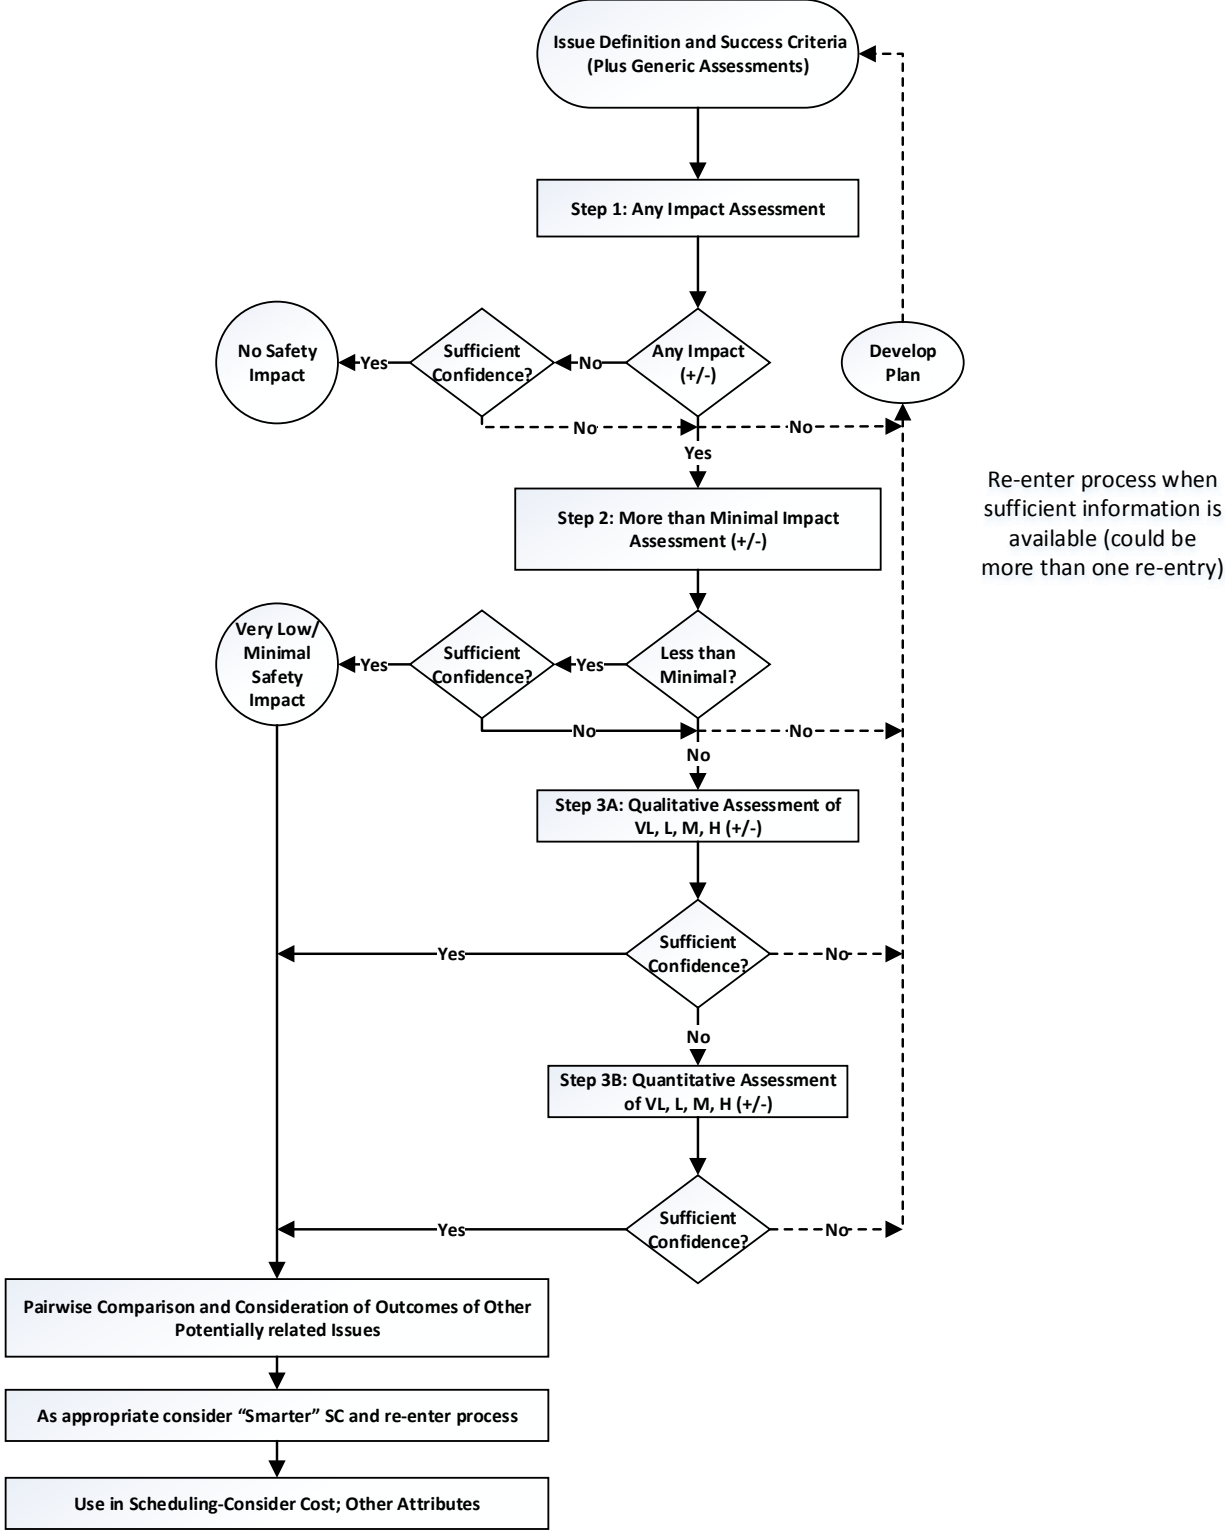 Issue Definition and Success Criteria
(Plus Generic Assessments)
Step 1: Any Impact Assessment
No Safety
Impact
Yes
Sufficient
Confidence?
No
Any Impact
(+/-)
Develop
Plan
No
No
Yes
Re-enter process when
sufficient information is
available (could be
more than one re-entry)
Step 2: More than Minimal Impact
Assessment (+/-)
Very Low/
Minimal
Safety
Impact
Yes
Sufficient
Confidence?
Yes
Less than
Minimal?
No
No
No
Step 3A: Qualitative Assessment of
VL, L, M, H (+/-)
Yes
Sufficient
Confidence?
No
No
Step 3B: Quantitative Assessment
of VL, L, M, H (+/-)
Yes
Sufficient
Confidence?
No
Pairwise Comparison and Consideration of Outcomes of Other
Potentially related Issues
As appropriate consider “Smarter” SC and re-enter process
Use in Scheduling-Consider Cost; Other Attributes